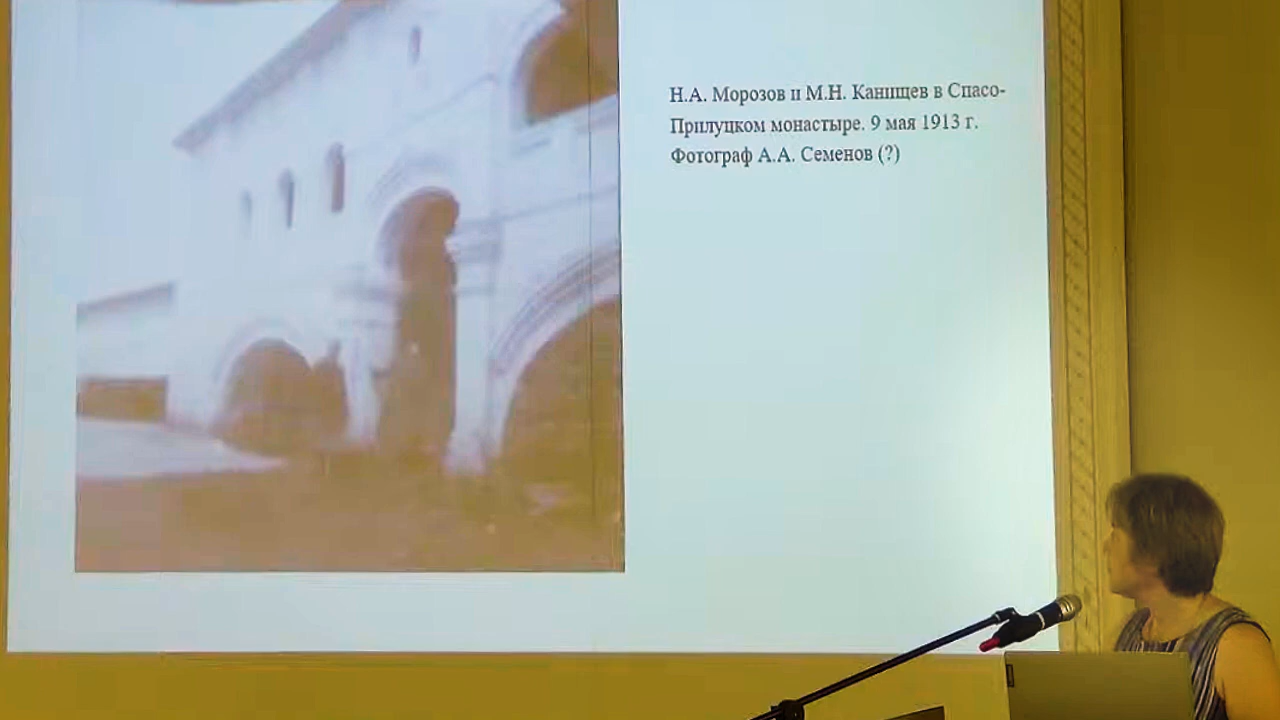 Н.А. Морозов и М.Н. Канищев в Спасо-
Прилуцком монастыре. 9 мая 1913 г.
Фотограф А.А. Семенов (?)